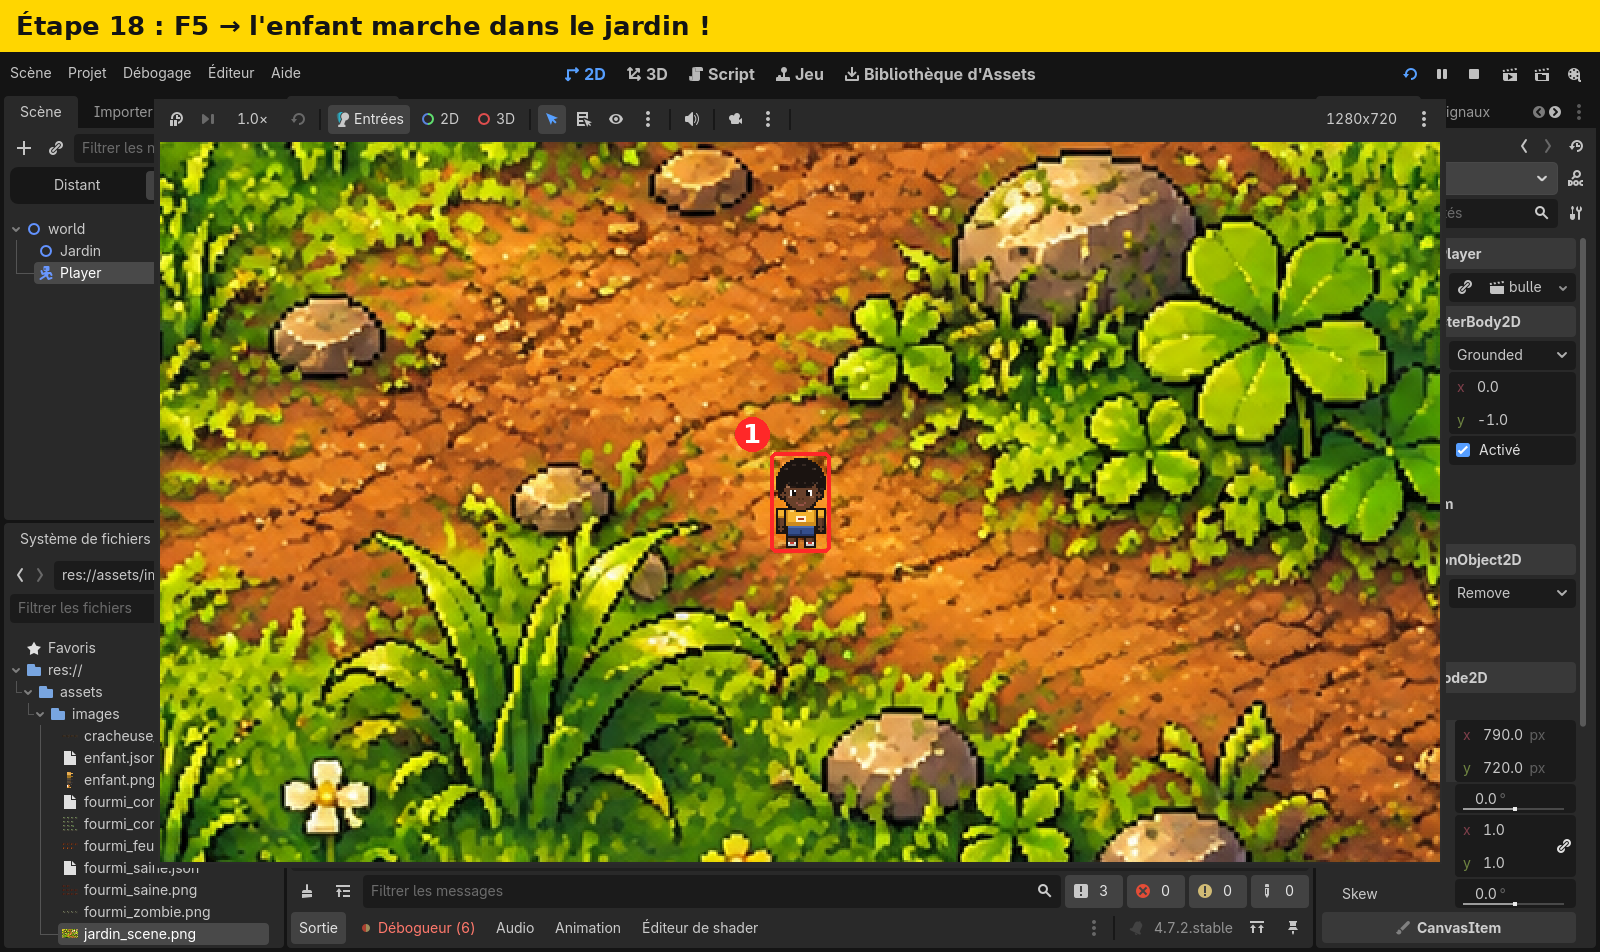 Étape 18 : F5 → l'enfant marche dans le jardin !
Scène Projet Débogage Éditeur Aide
2D 3D Script Jeu Bibliothèque d'Assets
Scène Importer
1.0× Entrées 2D 3D 1280x720
ignaux
Filtrer les n
Distant
world
Jardin
Player
Système de fichiers
res://assets/in
Filtrer les fichiers
Favoris
res://
assets
images
cracheuse
enfant.jsor
enfant.png
fourmi_cor
fourmi_cor
fourmi_feu
fourmi_saine.json
fourmi_saine.png
fourmi_zombie.png
jardin_scene.png
1
és
layer
bulle
terBody2D
Grounded
x 0.0
y -1.0
Activé
n
onObject2D
Remove
ode2D
x 790.0 px
y 720.0 px
0.0 °
x 1.0
y 1.0
Skew 0.0 °
CanvasItem
Filtrer les messages 3 0 0 0
Sortie Débogueur (6) Audio Animation Éditeur de shader 4.7.2.stable